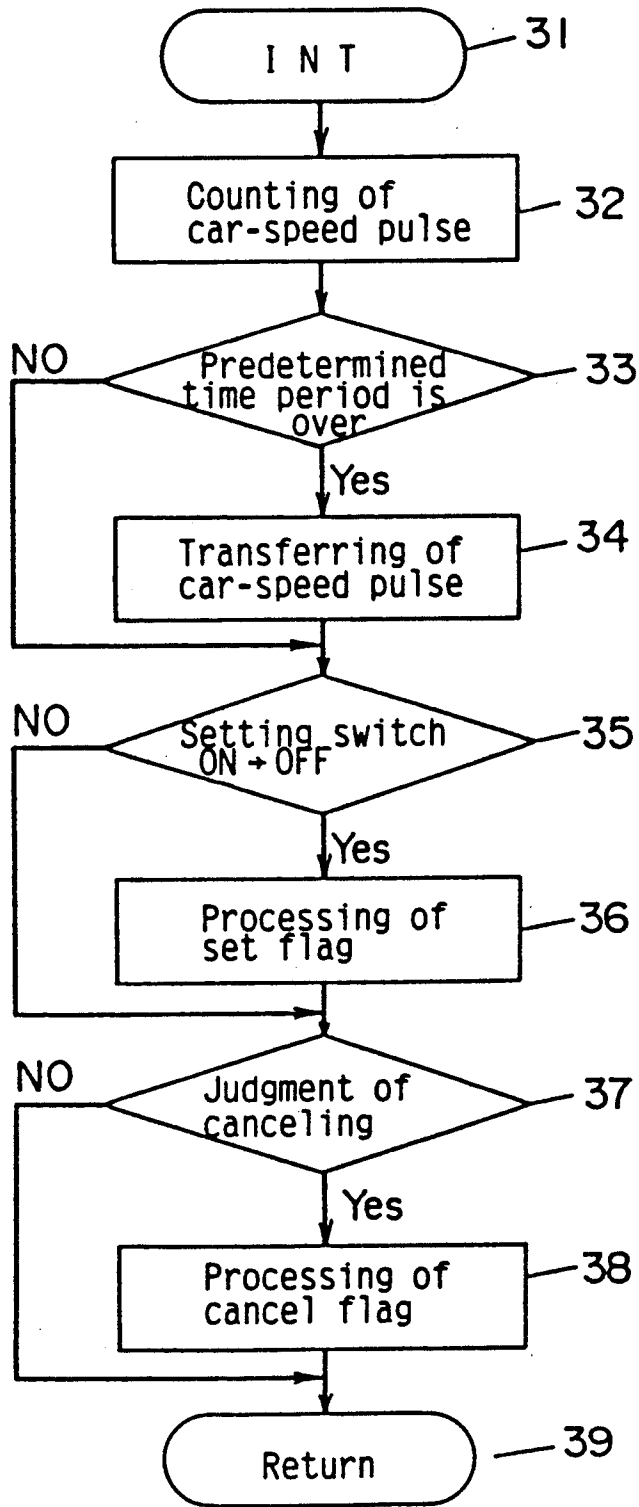 INT
31
Counting of
car-speed pulse
32
NO
Predetermined
time period is
over
33
Yes
Transferring of
car-speed pulse
34
NO
Setting switch
ON→OFF
35
Yes
Processing of
set flag
36
NO
Judgment of
canceling
37
Yes
Processing of
cancel flag
38
Return
39